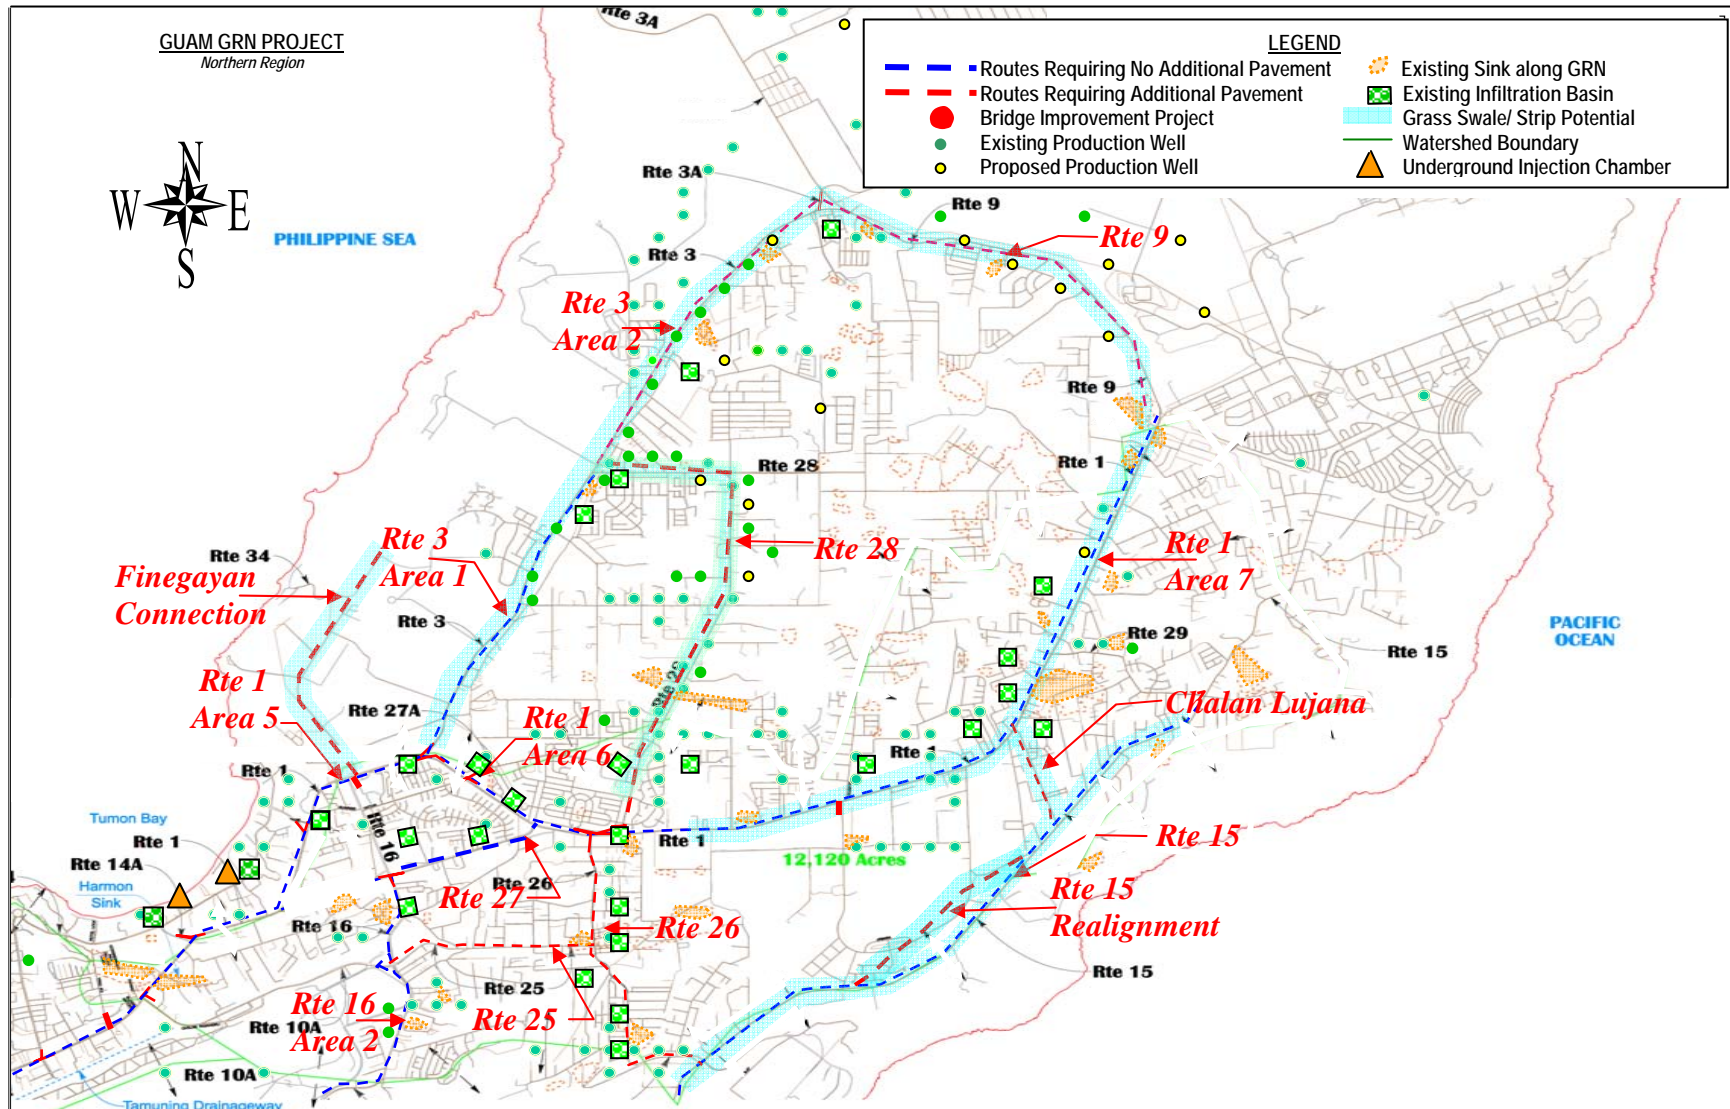 GUAM GRN PROJECT
Northern Region
LEGEND
Routes Requiring No Additional Pavement
Routes Requiring Additional Pavement
Bridge Improvement Project
Existing Production Well
Proposed Production Well
Existing Sink along GRN
Existing Infiltration Basin
Grass Swale/ Strip Potential
Watershed Boundary
Underground Injection Chamber
Rte 3A
N
W E
S
PHILIPPINE SEA
Rte 3A
Rte 9
Rte 9
Rte 3
Rte 3
Area 2
Rte 9
Rte 28
Rte 1
Rte 34
Rte 3
Area 1
Rte 28
Rte 1
Area 7
Finegayan
Connection
Rte 3
PACIFIC
OCEAN
Rte 29
Rte 15
Rte 1
Area 5
Rte 28
Rte 27A
Rte 1
Area 6
Chalan Lujana
Rte 1
Rte 1
Tumon Bay
Rte 1
Rte 16
Rte 1
Rte 15
Rte 14A
12,120 Acres
Harmon
Sink
Rte 26
Rte 27
Rte 15
Realignment
Rte 16
Rte 26
Rte 15
Rte 25
Rte 16
Area 2
Rte 10A
Rte 25
Rte 10A
Tamuning Drainageway